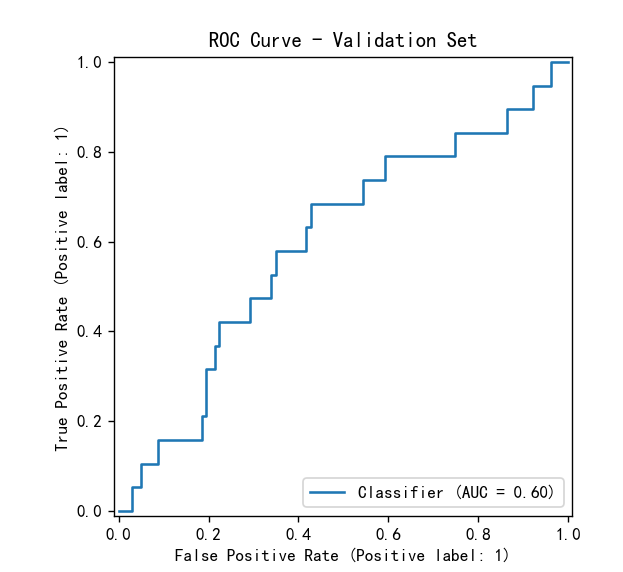 ROC Curve - Validation Set
True Positive Rate (Positive label: 1)
1.0
0.8
0.6
0.4
0.2
0.0
Classifier (AUC = 0.60)
0.0 0.2 0.4 0.6 0.8 1.0
False Positive Rate (Positive label: 1)